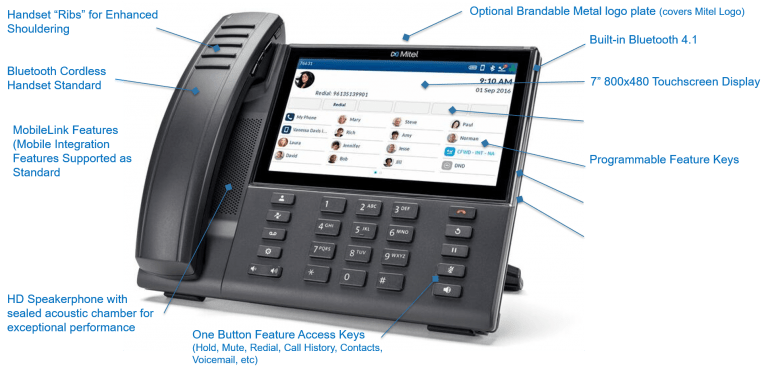 Handset “Ribs” for Enhanced
Shouldering
Bluetooth Cordless
Handset Standard
MobileLink Features
(Mobile Integration
Features Supported as
Standard
HD Speakerphone with
sealed acoustic chamber for
exceptional performance
One Button Feature Access Keys
(Hold, Mute, Redial, Call History, Contacts,
Voicemail, etc)
Optional Brandable Metal logo plate (covers Mitel Logo)
Built-in Bluetooth 4.1
7” 800x480 Touchscreen Display
Programmable Feature Keys
Mitel
76631
9:10 AM
01 Sep 2016
Redial: 96135139901
Redial
My Phone
Mary
Steve
Paul
Vanessa Davis I...
Rich
Amy
Norman
Laura
Jennifer
Jesse
CFWB - INT - NA
David
Bob
Jill
DND
1
2 ABC
3 DEF
4 GHI
5 JKL
6 MNO
7 PQRS
8 TUV
9 WXYZ
*
0
#